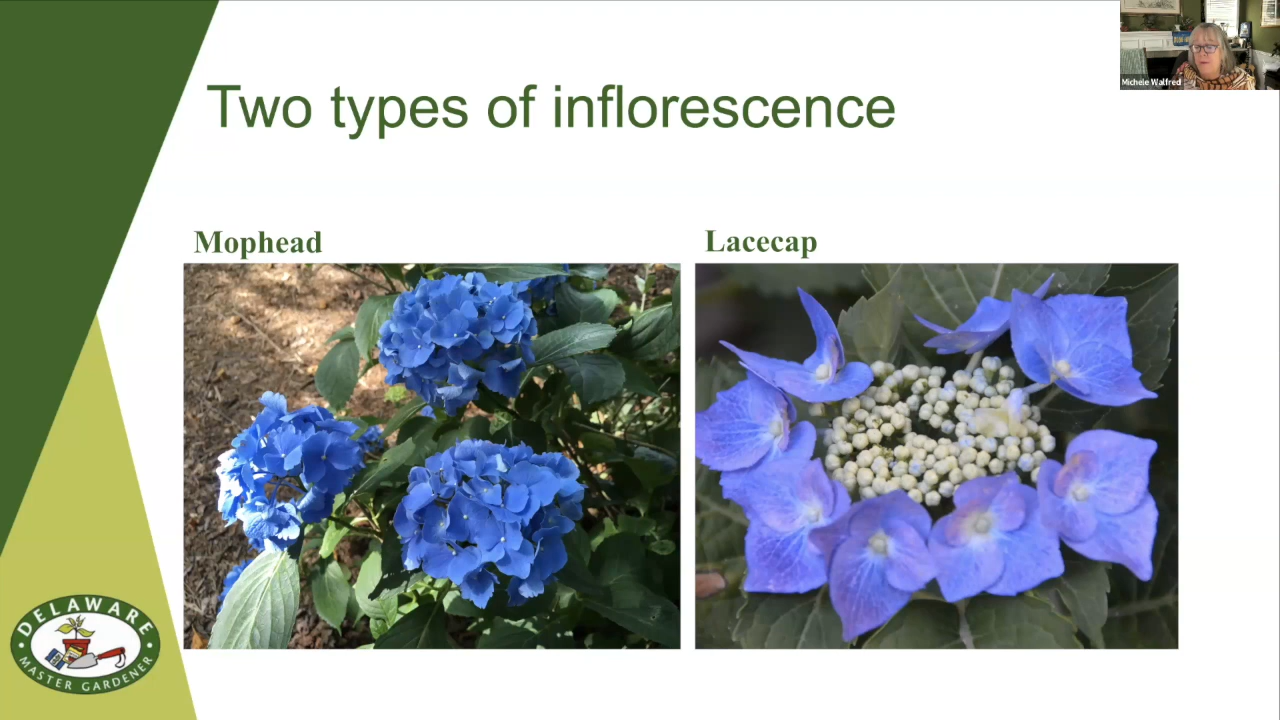 Two types of inflorescence
Michele Walfred
Mophead
Lacecap
DELAWARE
MASTER GARDENER